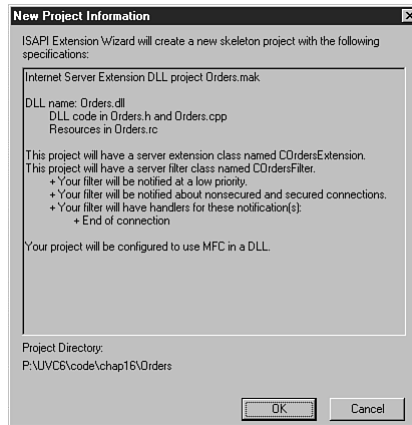 New Project Information
ISAPI Extension Wizard will create a new skeleton project with the following
specifications:
Internet Server Extension DLL project Orders.mak
DLL name: Orders.dll
DLL code in Orders.h and Orders.cpp
Resources in Orders.rc
This project will have a server extension class named COrdersExtension.
This project will have a server filter class named COrdersFilter.
+ Your filter will be notified at a low priority.
+ Your filter will be notified about nonsecured and secured connections.
+ Your filter will have handlers for these notification(s):
+ End of connection
Your project will be configured to use MFC in a DLL.
Project Directory:
P:\UVC6\code\chap16\Orders
OK Cancel